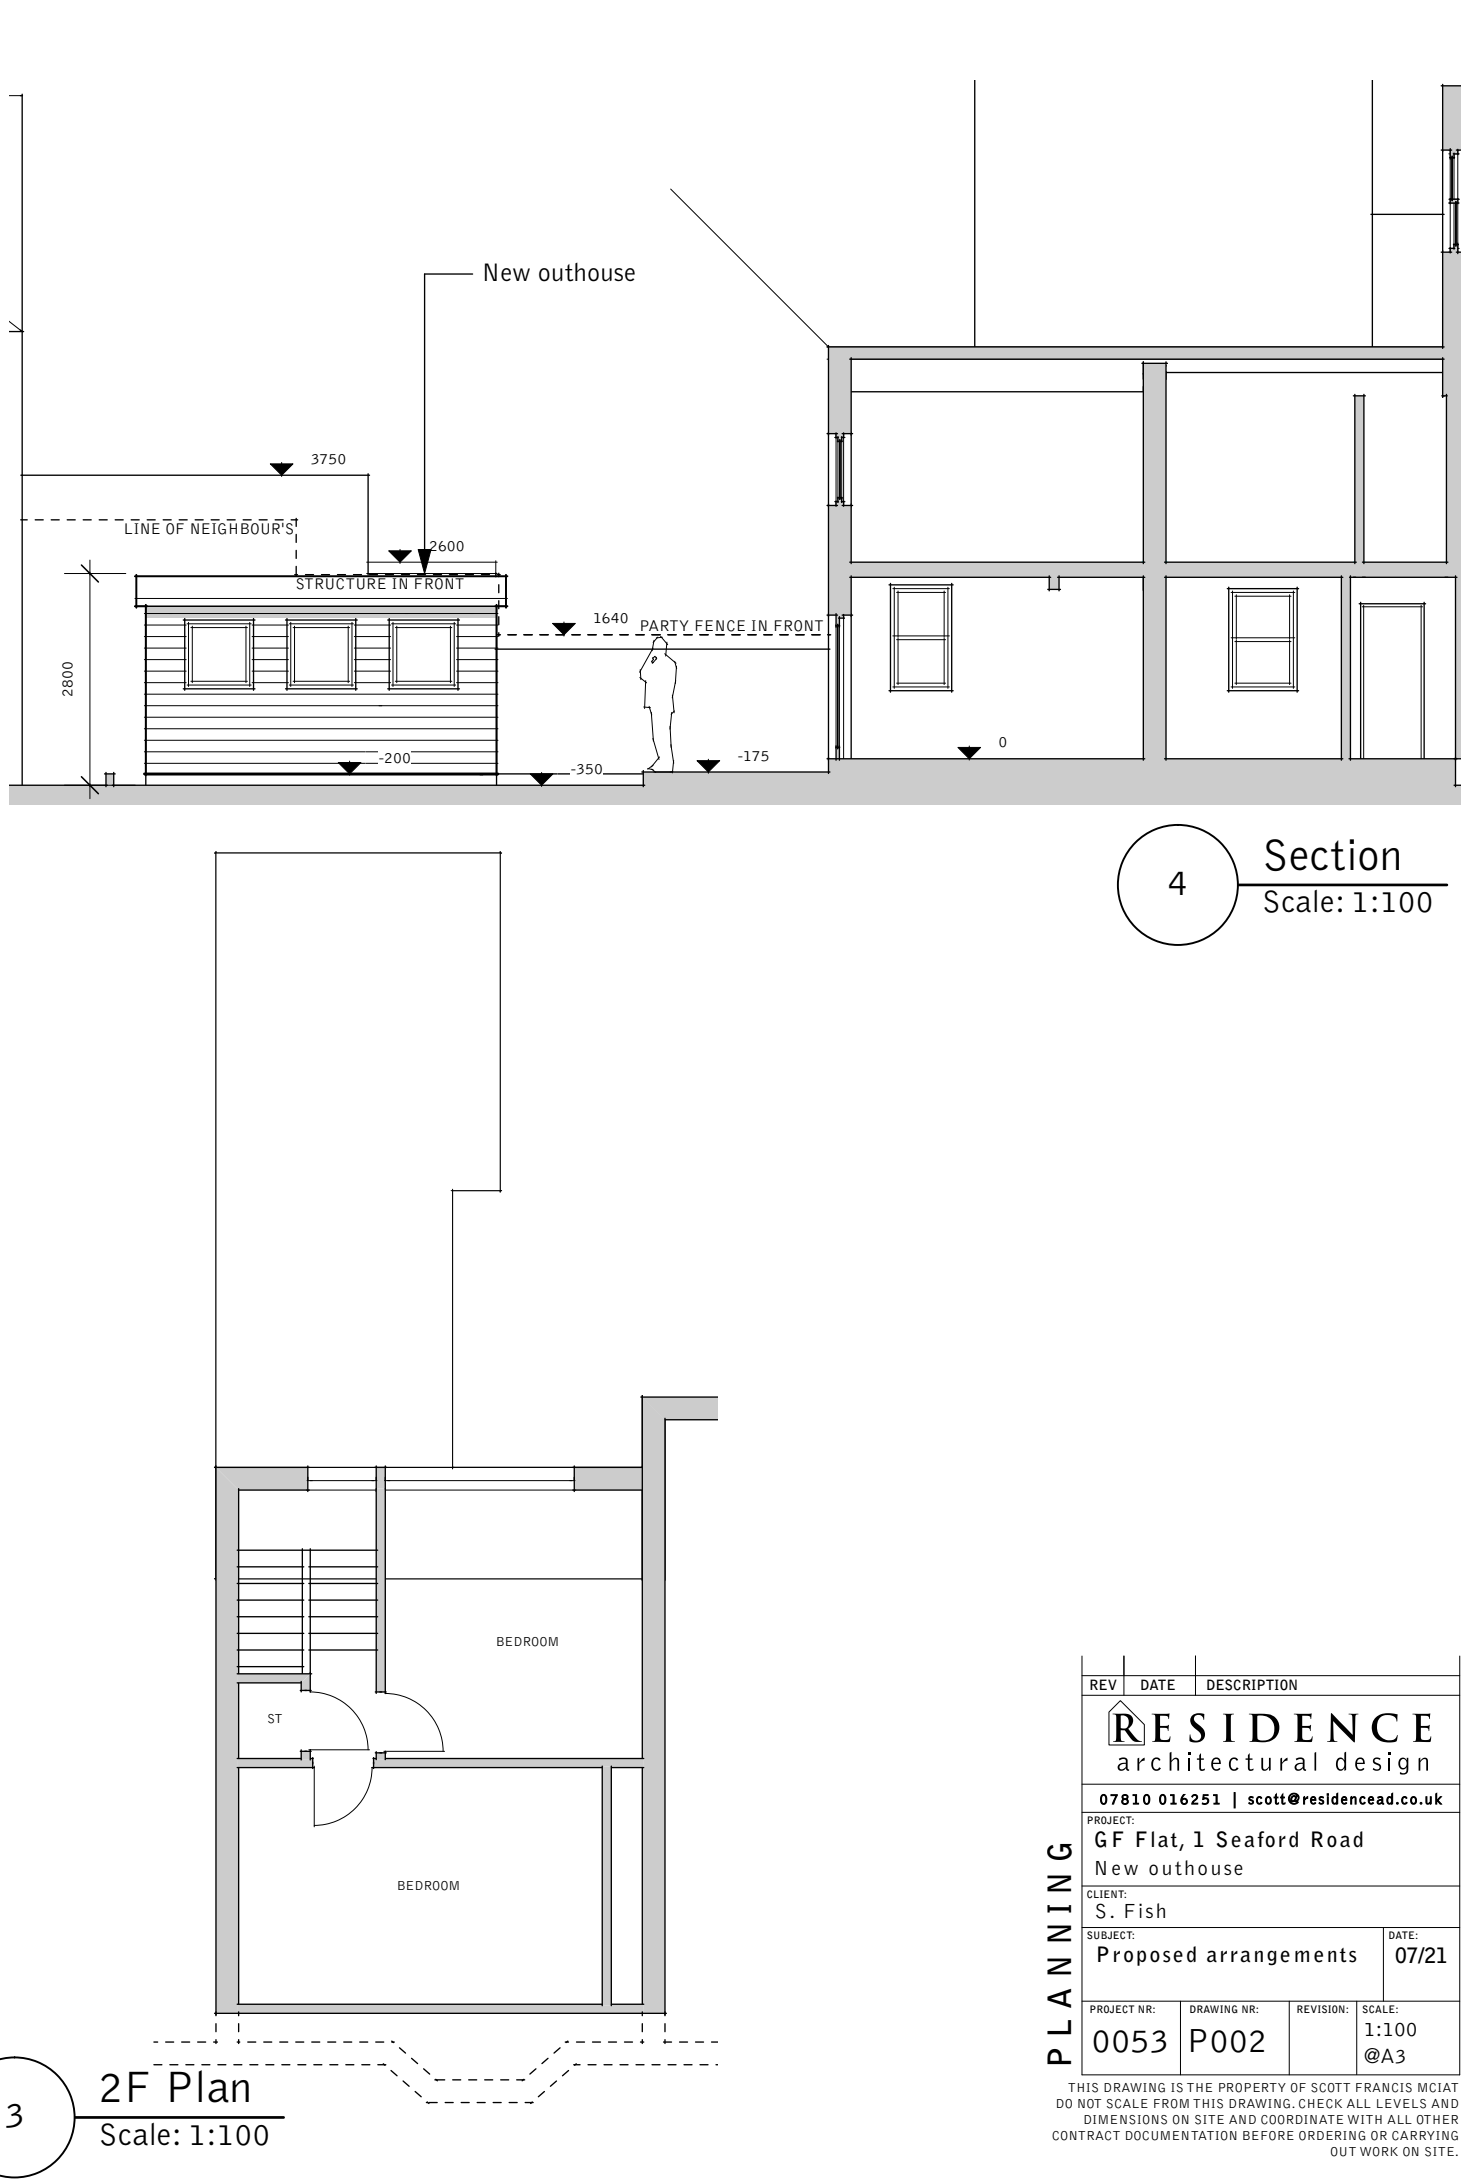 New outhouse
3750
LINE OF NEIGHBOUR'S
2600
STRUCTURE IN FRONT
1640
PARTY FENCE IN FRONT
2800
-200
-350
-175
0
4
Section
Scale: 1:100
BEDROOM
ST
BEDROOM
3
2F Plan
Scale: 1:100
PLANNING
REV DATE DESCRIPTION
RESIDENCE
architectural design
07810 016251 | scott@residencead.co.uk
PROJECT:
GF Flat, 1 Seaford Road
New outhouse
CLIENT:
S. Fish
SUBJECT:
Proposed arrangements
DATE:
07/21
PROJECT NR:
0053
DRAWING NR:
P002
REVISION:
SCALE:
1:100
@A3
THIS DRAWING IS THE PROPERTY OF SCOTT FRANCIS MCIAT
DO NOT SCALE FROM THIS DRAWING. CHECK ALL LEVELS AND
DIMENSIONS ON SITE AND COORDINATE WITH ALL OTHER
CONTRACT DOCUMENTATION BEFORE ORDERING OR CARRYING
OUT WORK ON SITE.